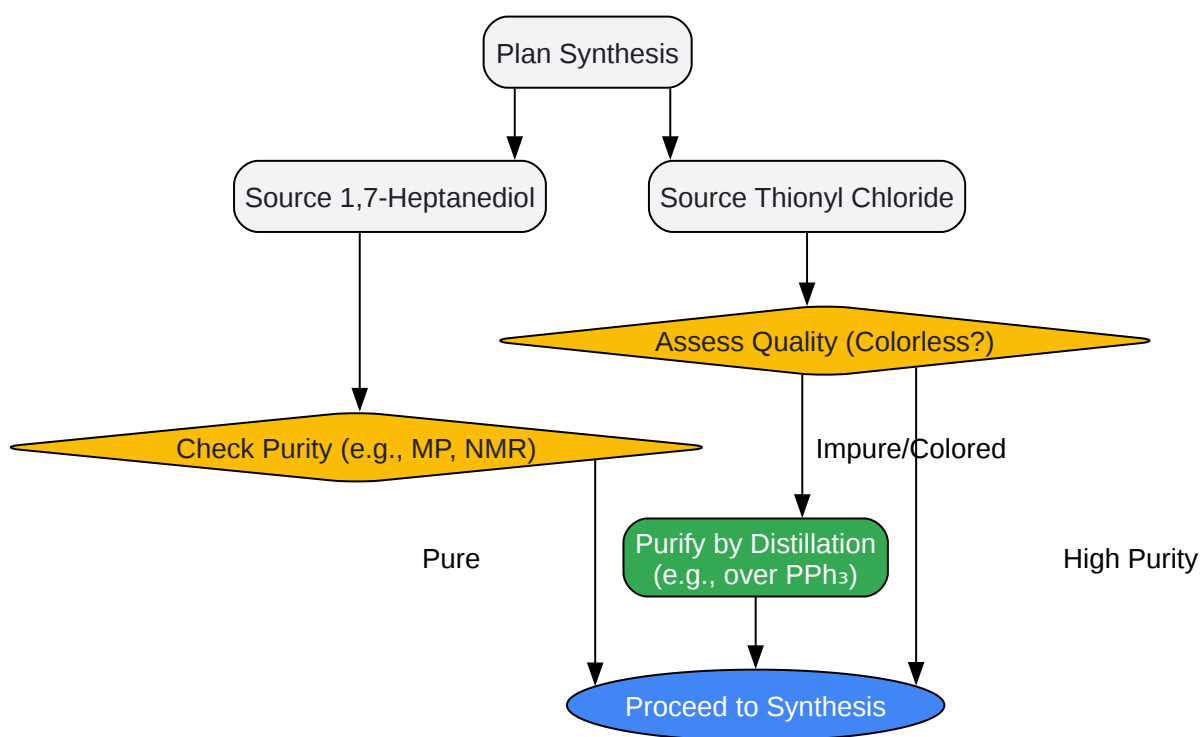 Plan Synthesis
Source 1,7-Heptanediol
Source Thionyl Chloride
Assess Quality (Colorless?)
Check Purity (e.g., MP, NMR)
Impure/Colored
Purify by Distillation
(e.g., over PPh₃)
Pure
High Purity
Proceed to Synthesis